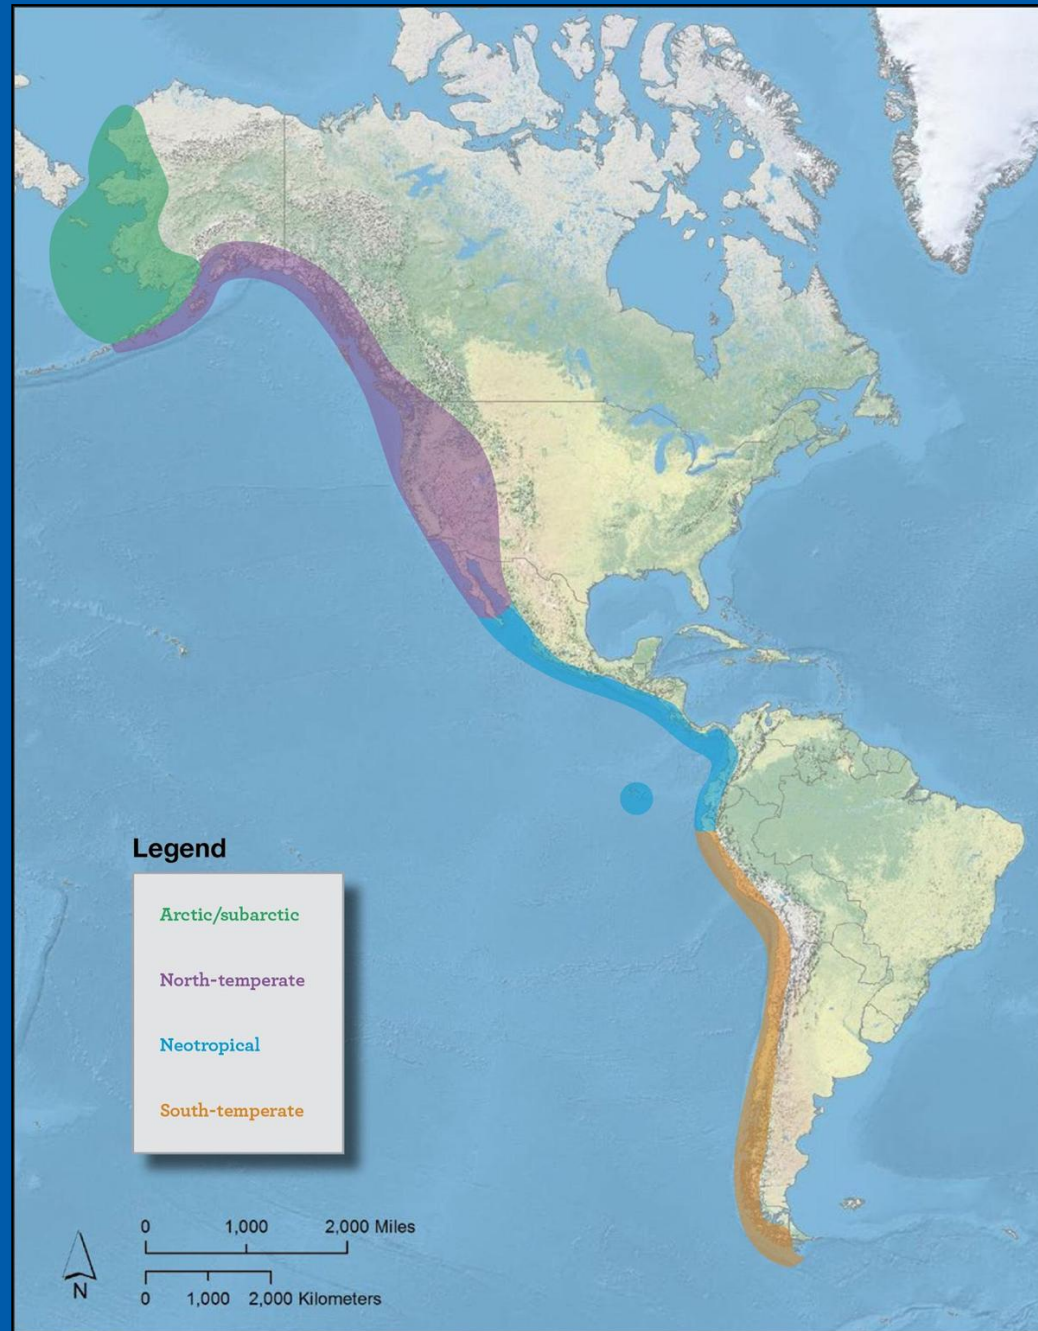 Legend
Arctic/subarctic
North-temperate
Neotropical
South-temperate
0 1,000 2,000 Miles
0 1,000 2,000 Kilometers
N